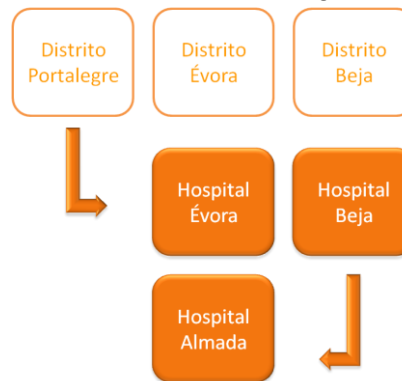 Distrito
Portalegre
Distrito
Évora
Distrito
Beja
Hospital
Évora
Hospital
Beja
Hospital
Almada